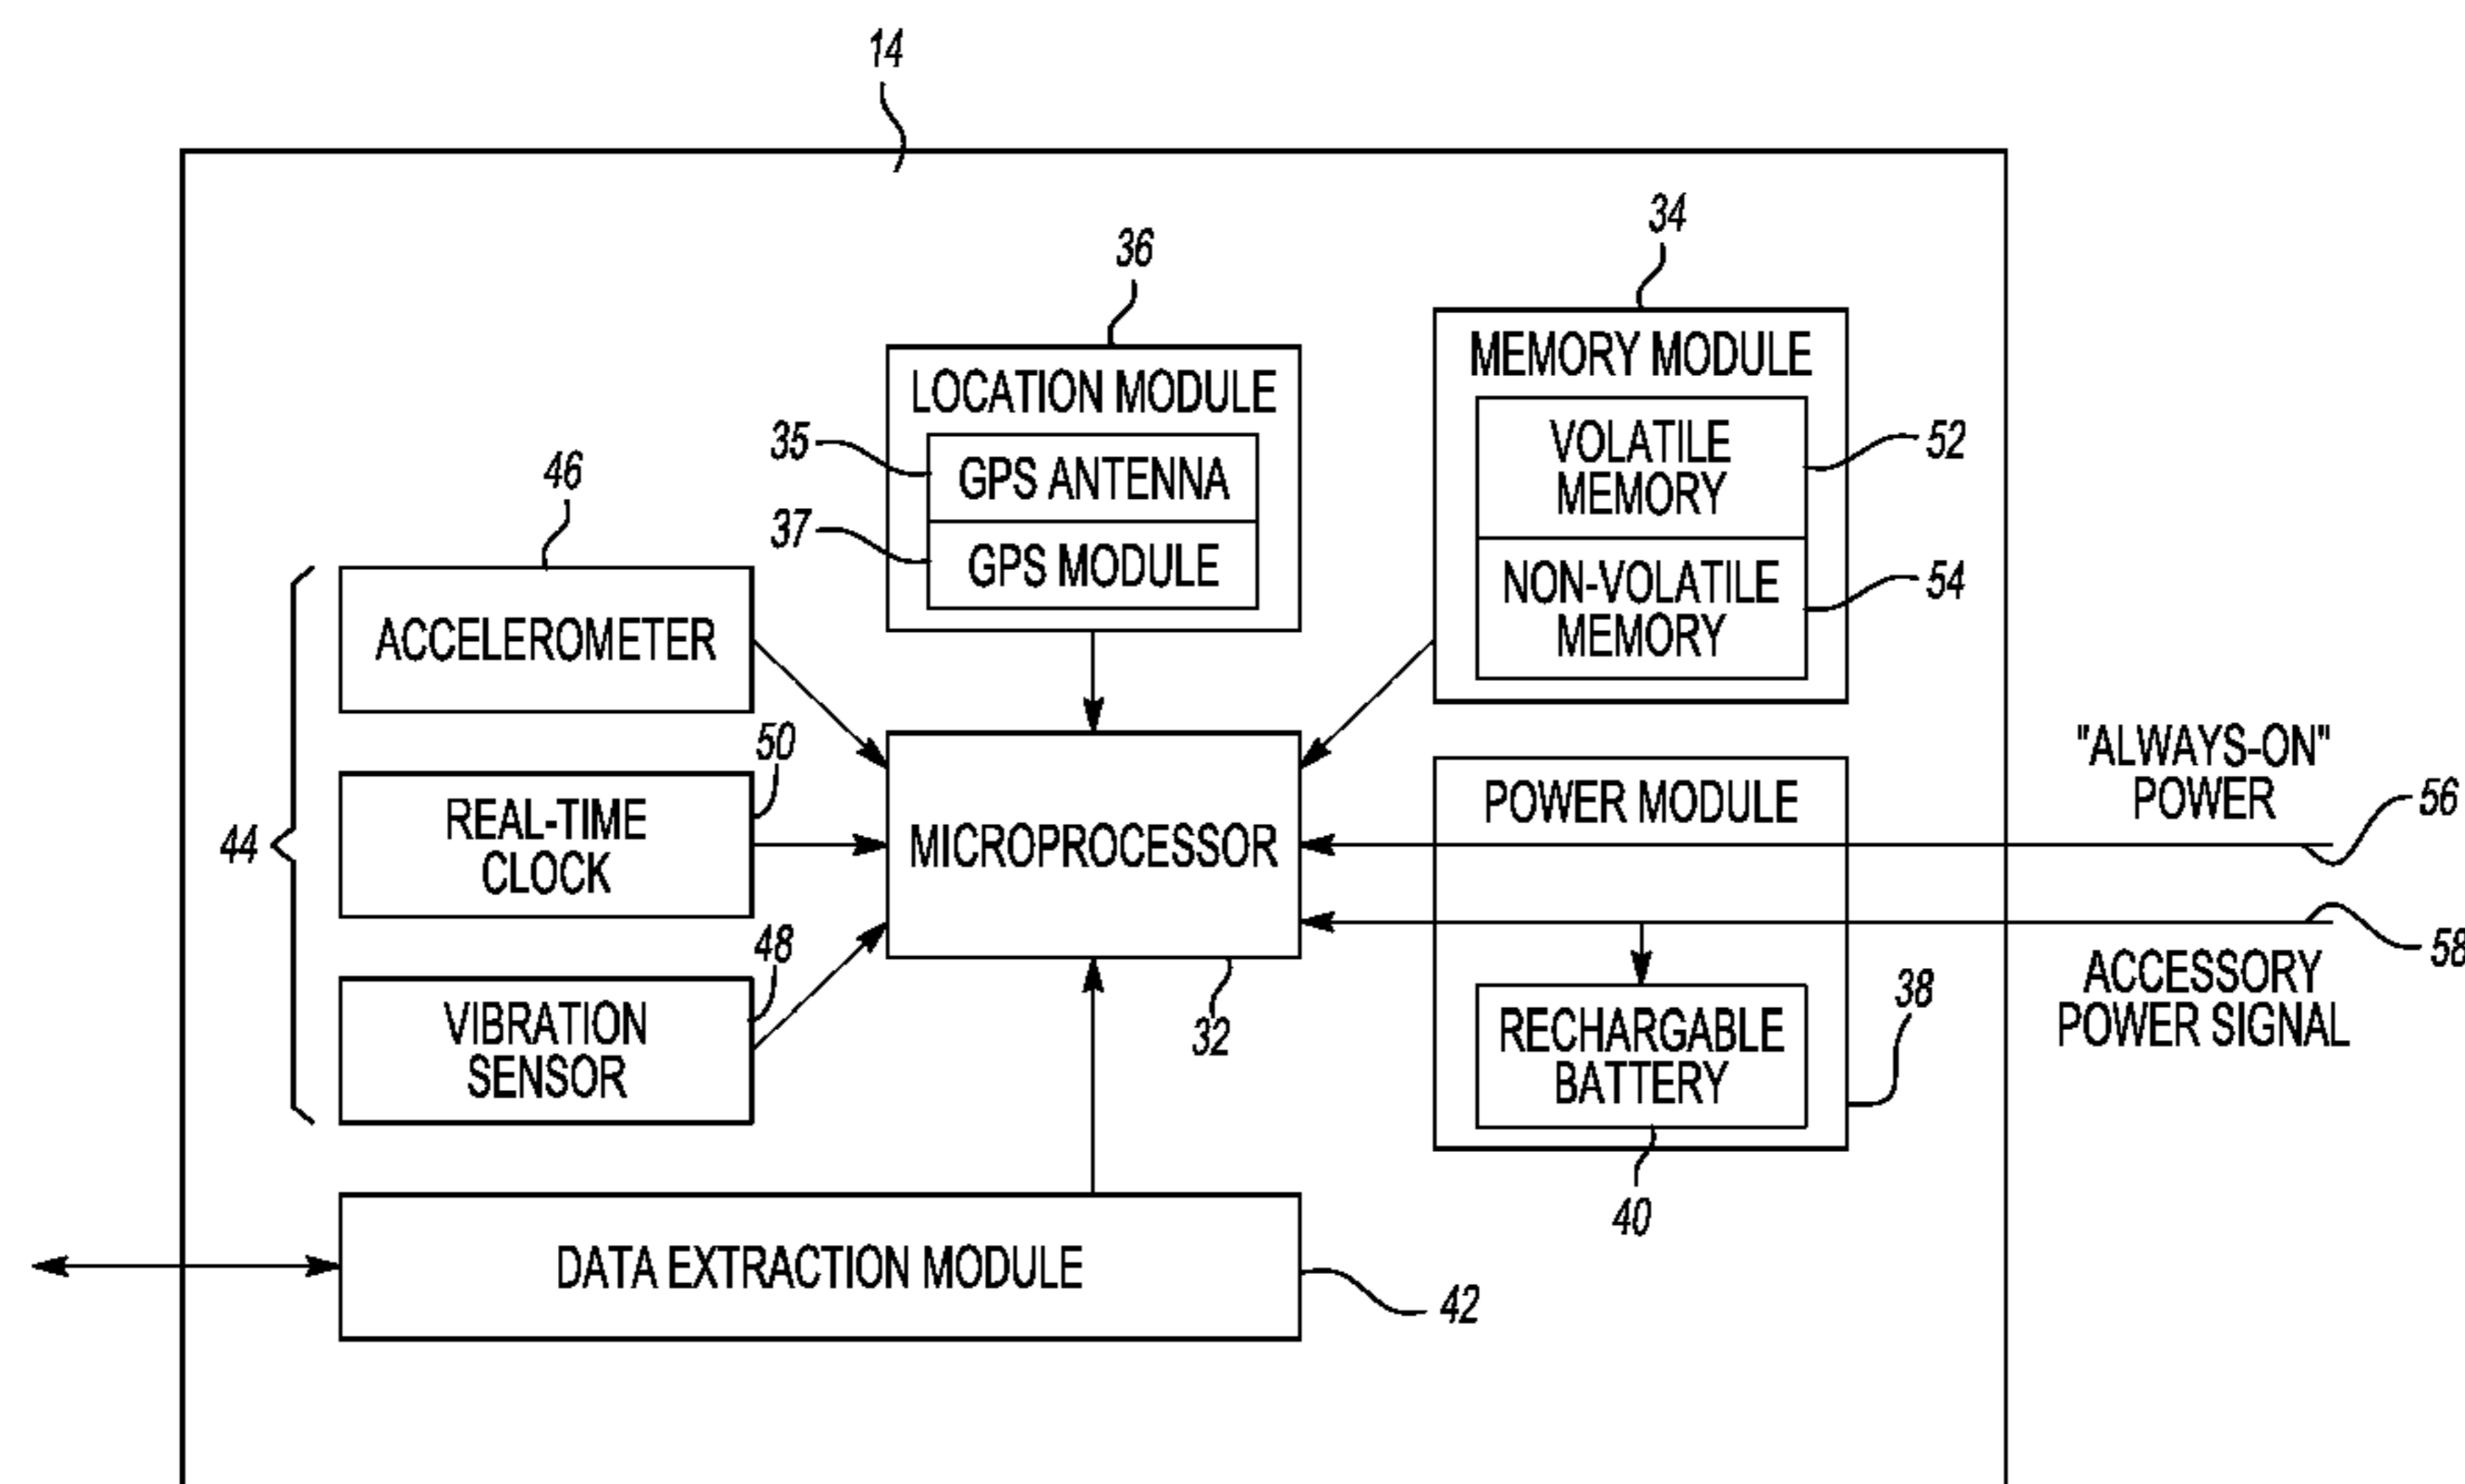 14
36
34
LOCATION MODULE
35
GPS ANTENNA
37
GPS MODULE
MEMORY MODULE
VOLATILE
MEMORY
52
NON-VOLATILE
MEMORY
54
46
ACCELEROMETER
50
REAL-TIME
CLOCK
44
48
VIBRATION
SENSOR
MICROPROCESSOR
32
POWER MODULE
"ALWAYS-ON"
POWER
56
58
ACCESSORY
POWER SIGNAL
38
RECHARGABLE
BATTERY
40
DATA EXTRACTION MODULE
42